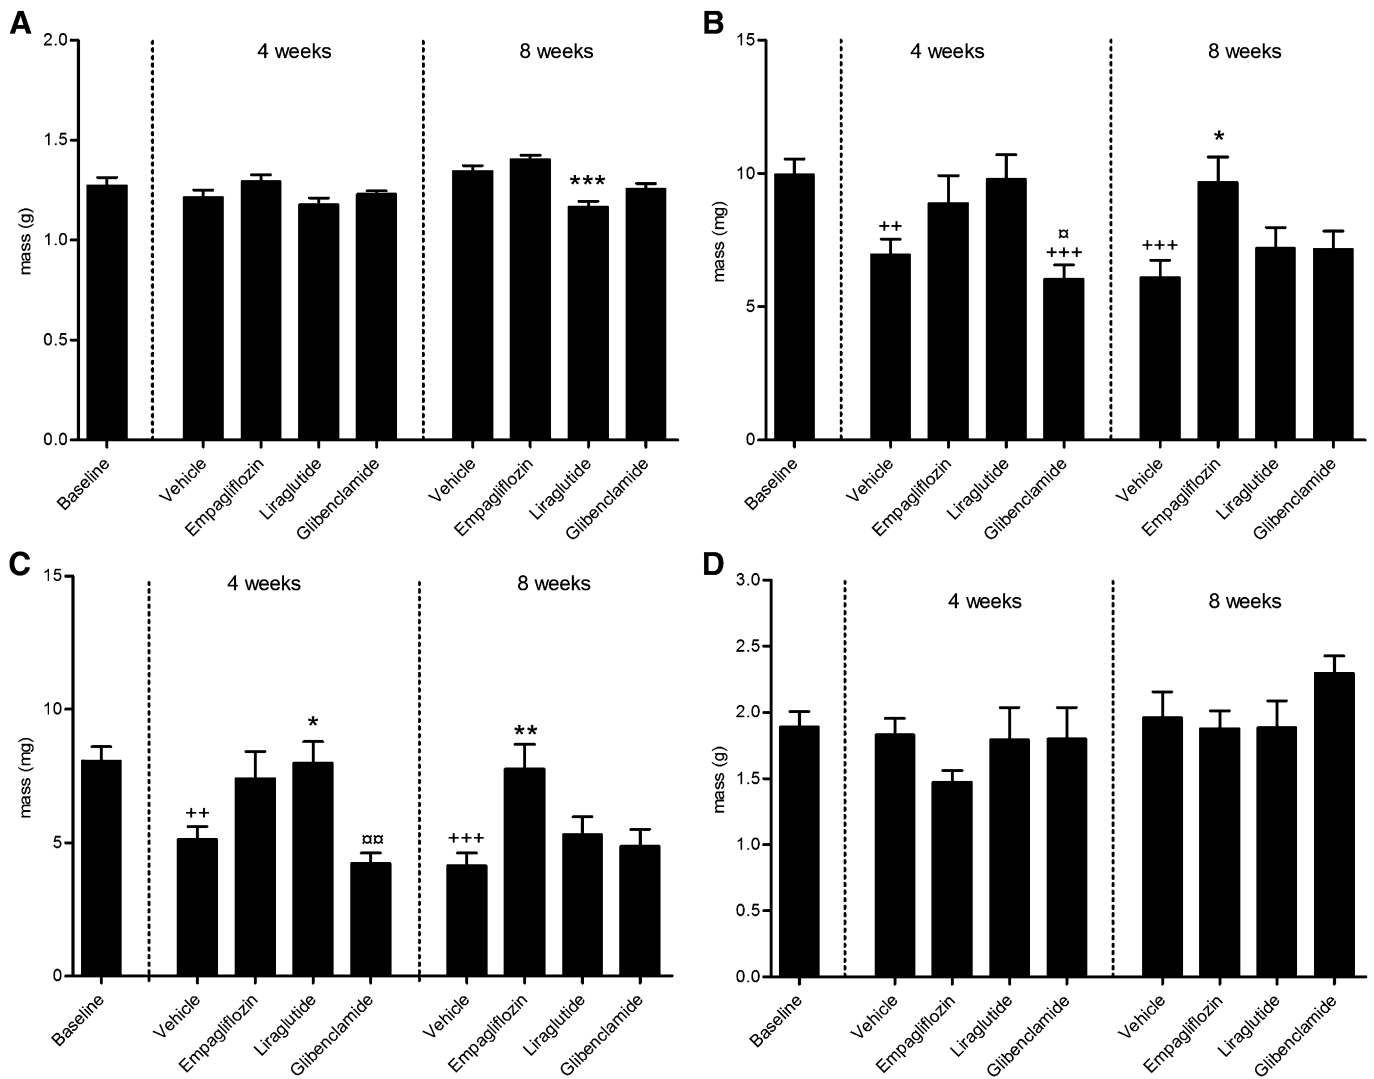 A
2.0
1.5
1.0
0.5
0.0
mass (g)
4 weeks
8 weeks
***
Baseline
Vehicle
Empagliflozin
Liraglutide
Glibenclamide
Vehicle
Empagliflozin
Liraglutide
Glibenclamide
B
15
10
5
0
mass (mg)
4 weeks
8 weeks
++
¤
+++
+++
*
Baseline
Vehicle
Empagliflozin
Liraglutide
Glibenclamide
Vehicle
Empagliflozin
Liraglutide
Glibenclamide
C
15
10
5
0
mass (mg)
4 weeks
8 weeks
++
*
¤¤
+++
**
Baseline
Vehicle
Empagliflozin
Liraglutide
Glibenclamide
Vehicle
Empagliflozin
Liraglutide
Glibenclamide
D
3.0
2.5
2.0
1.5
1.0
0.5
0.0
mass (g)
4 weeks
8 weeks
Baseline
Vehicle
Empagliflozin
Liraglutide
Glibenclamide
Vehicle
Empagliflozin
Liraglutide
Glibenclamide